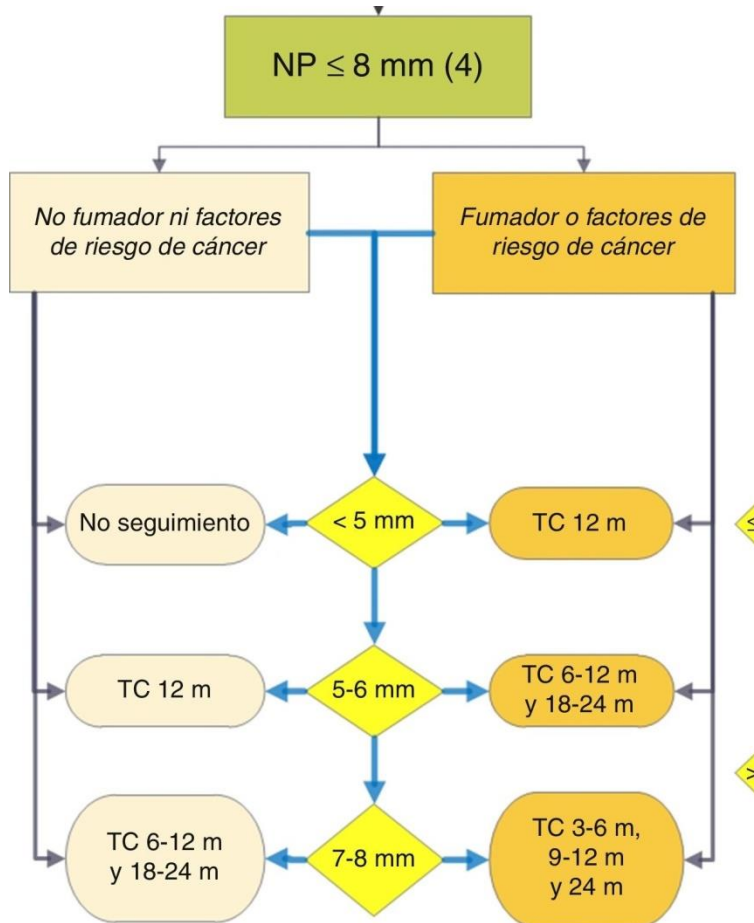 NP ≤ 8 mm (4)
No fumador ni factores
de riesgo de cáncer
Fumador o factores de
riesgo de cáncer
No seguimiento
< 5 mm
TC 12 m
≤
TC 12 m
5-6 mm
TC 6-12 m
y 18-24 m
>
TC 6-12 m
y 18-24 m
7-8 mm
TC 3-6 m,
9-12 m
y 24 m